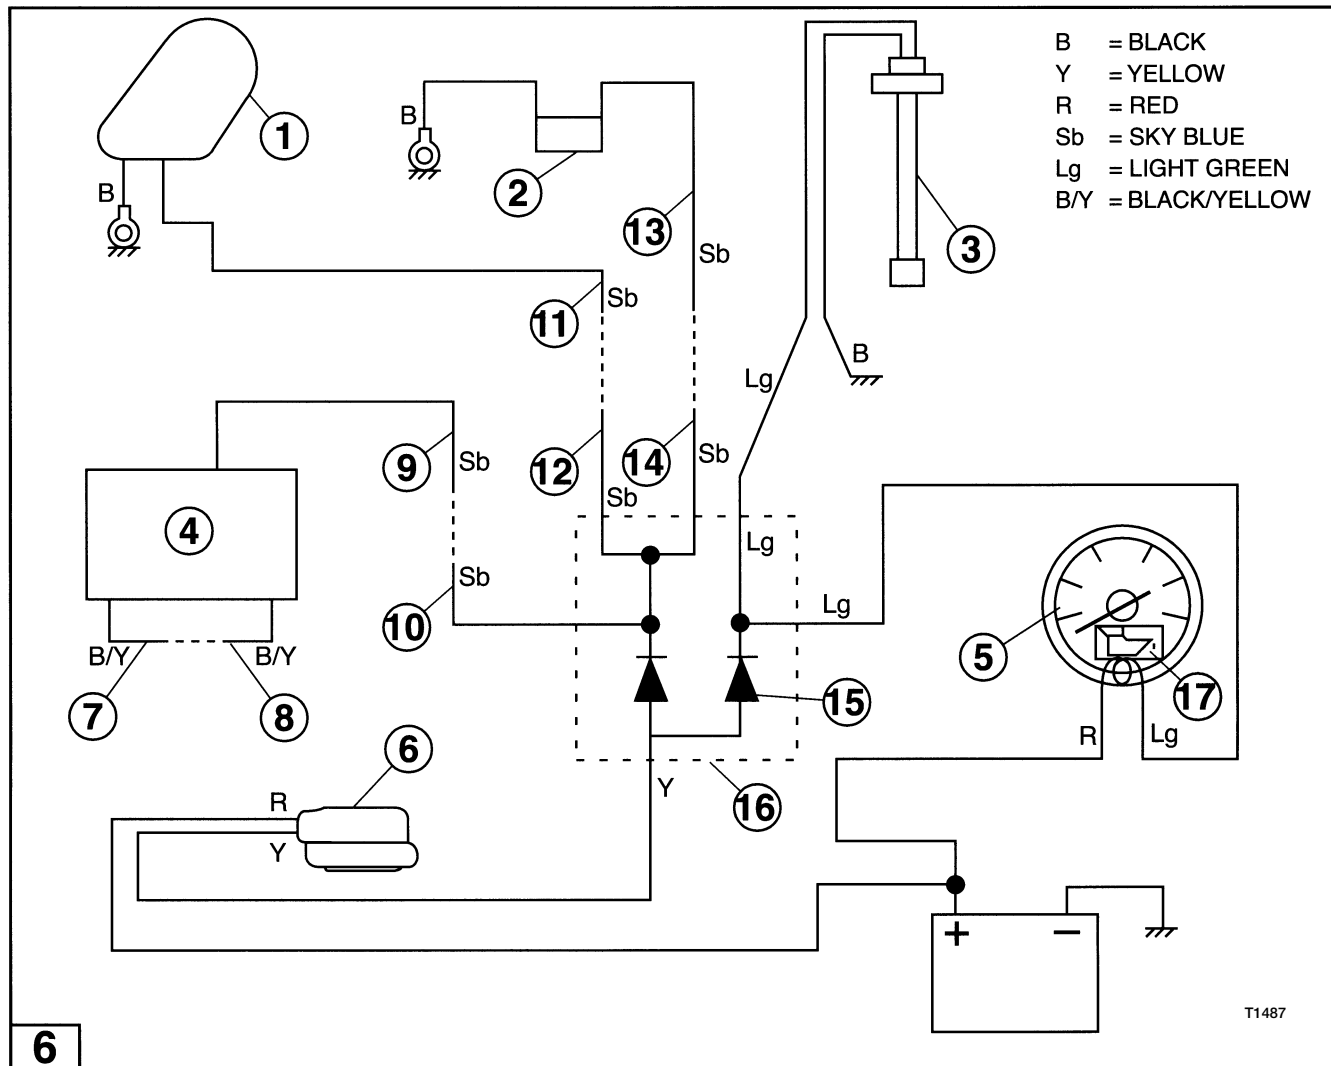 B = BLACK
Y = YELLOW
R = RED
Sb = SKY BLUE
Lg = LIGHT GREEN
B/Y = BLACK/YELLOW
1
B
B
2
13
Sb
3
11
Sb
B
Lg
9
Sb
12
14
Sb
Sb
4
Lg
Sb
10
Lg
5
B/Y
B/Y
7
8
15
17
R
Lg
6
Y
16
R
Y
+
−
T1487
6